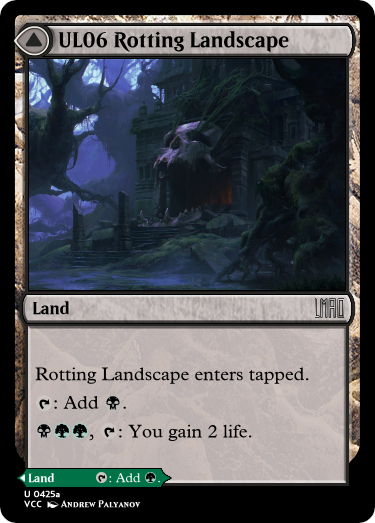 UL06 Rotting Landscape
Land
LMAO
Rotting Landscape enters tapped.
: Add .
, : You gain 2 life.
Land : Add .
U 0425a
VCC Andrew Palyanov